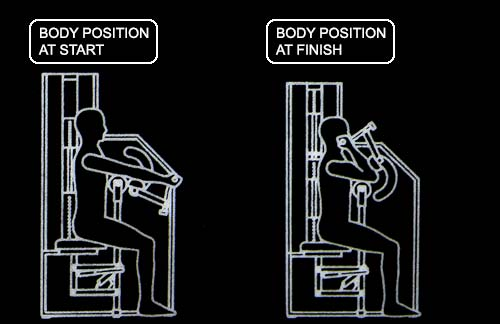 BODY POSITION
AT START
BODY POSITION
AT FINISH